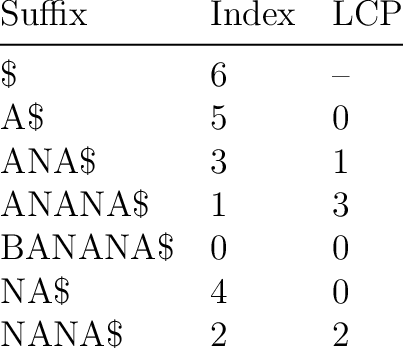 Suffix Index LCP
$ 6 –
A$ 5 0
ANA$ 3 1
ANANA$ 1 3
BANANA$ 0 0
NA$ 4 0
NANA$ 2 2